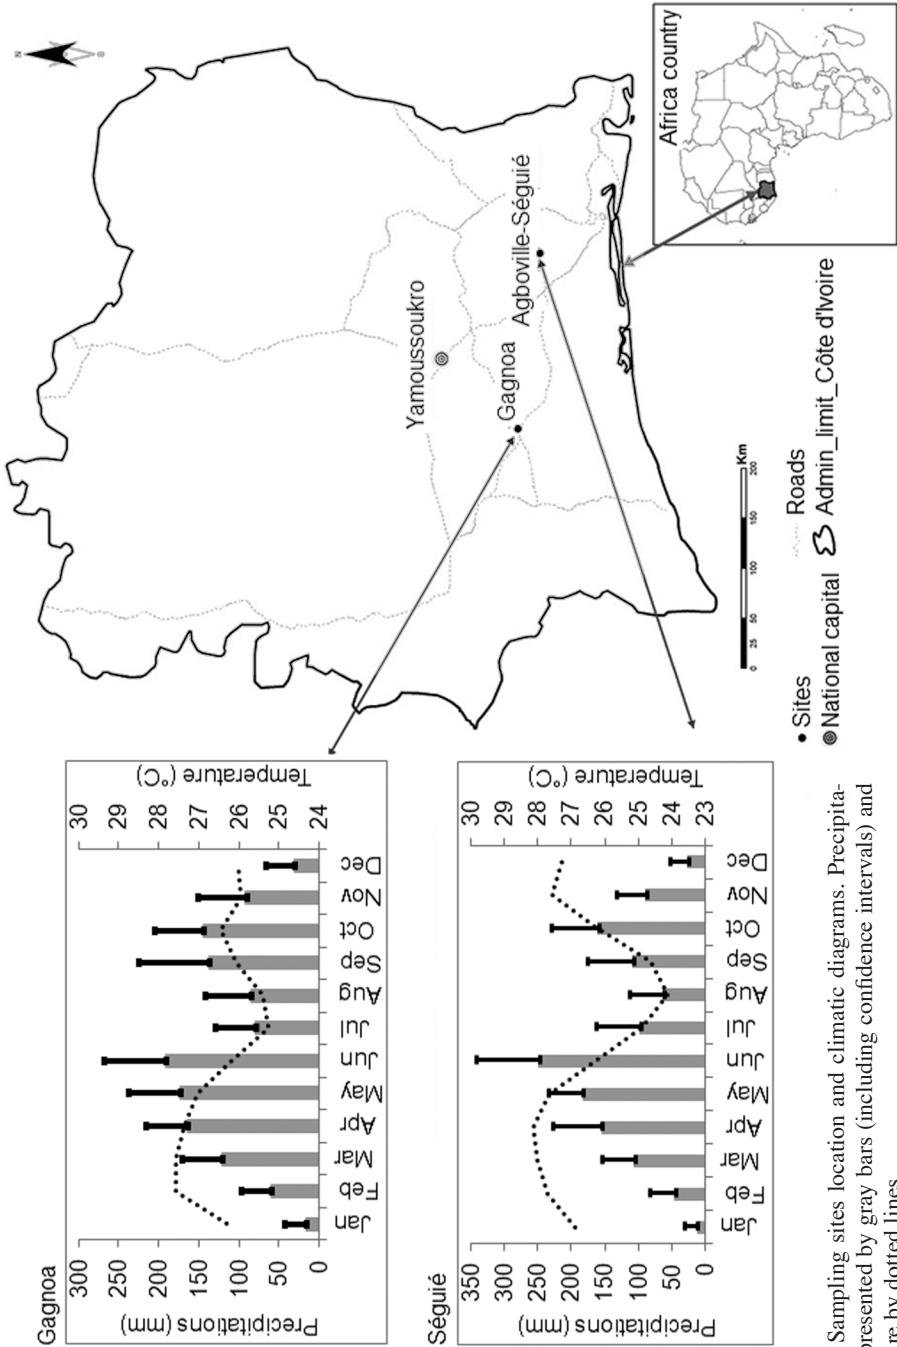 N
S
Africa country
Yamoussoukro
Gagnoa
Agboville-Séguié
0 25 50 100 150 200
Km
Sites
Roads
National capital
Admin_limit_Côte d'Ivoire
Gagnoa
Precipitations (mm)
300
250
200
150
100
50
0
Jan Feb Mar Apr May Jun Jul Aug Sep Oct Nov Dec
30
29
28
27
26
25
24
Temperature (°C)
Séguié
Precipitations (mm)
350
300
250
200
150
100
50
0
Jan Feb Mar Apr May Jun Jul Aug Sep Oct Nov Dec
30
29
28
27
26
25
24
23
Temperature (°C)
Sampling sites location and climatic diagrams. Precipita-
presented by gray bars (including confidence intervals) and
re by dotted lines